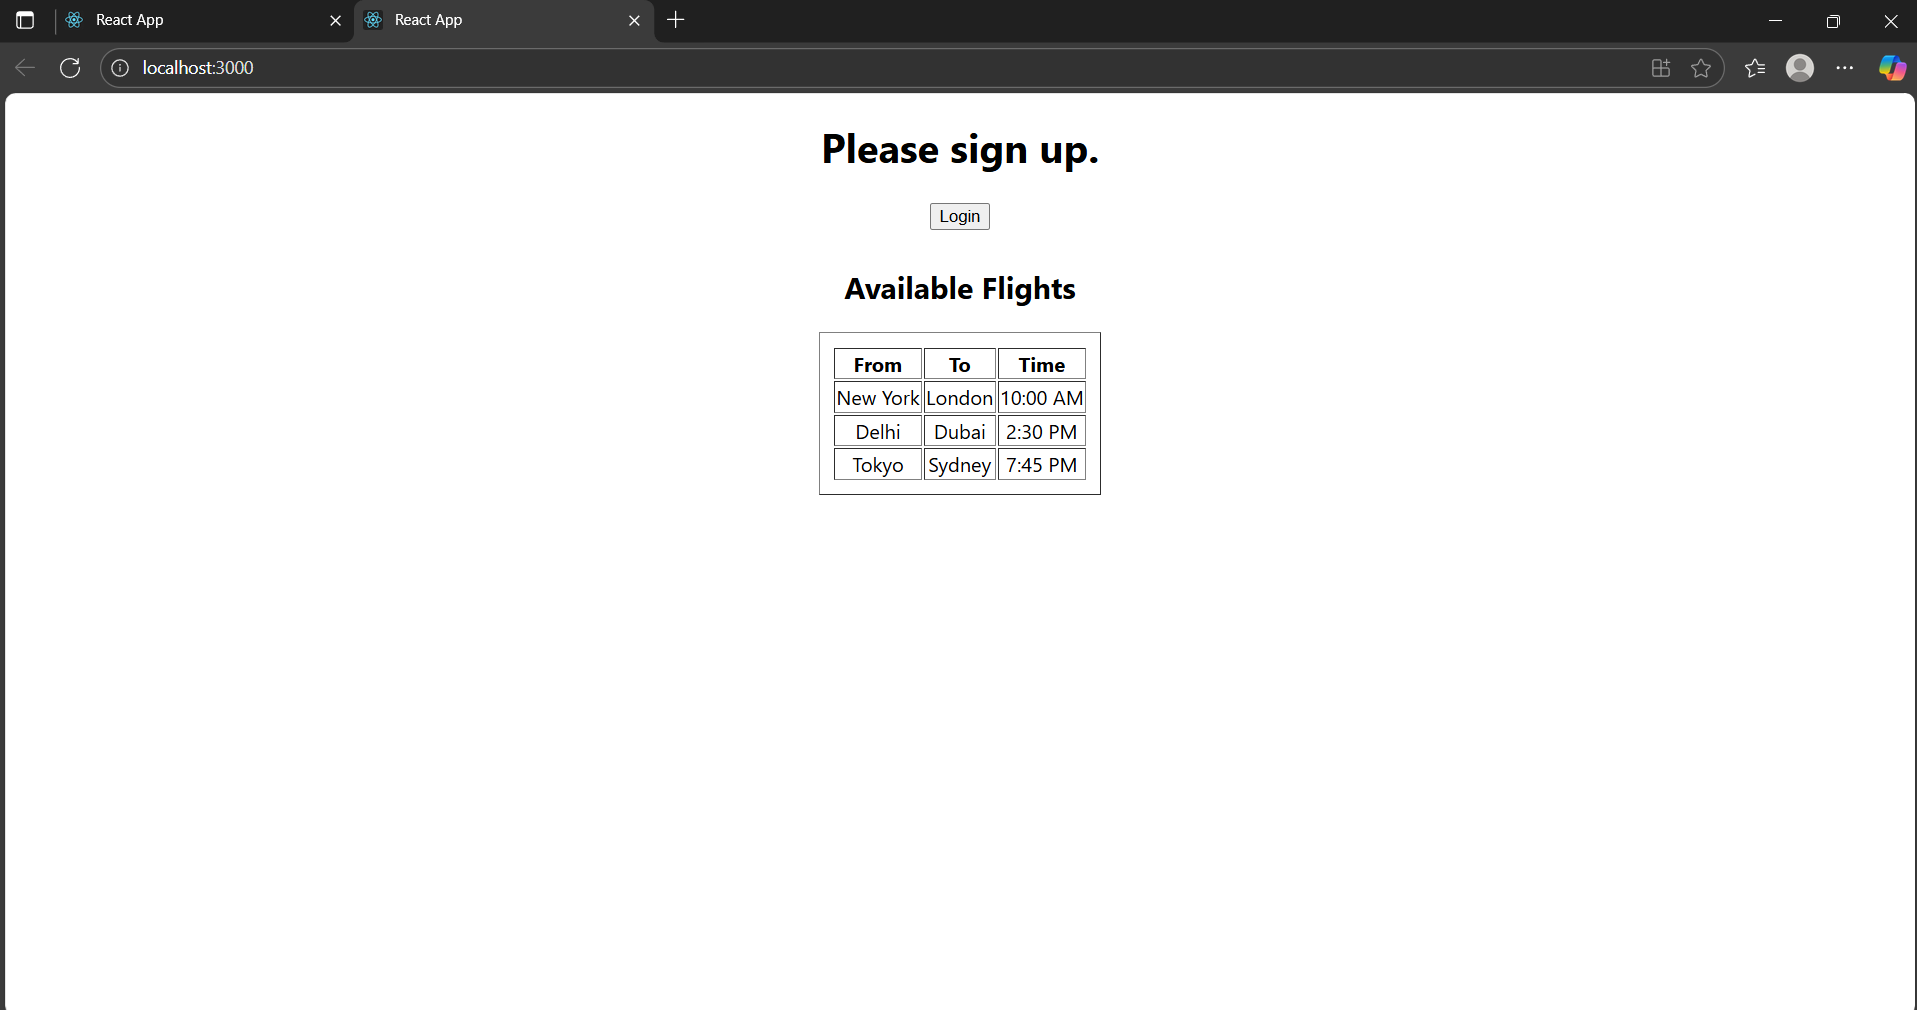 React App
React App
localhost:3000
Please sign up.
Login
Available Flights
From To Time
New York London 10:00 AM
Delhi Dubai 2:30 PM
Tokyo Sydney 7:45 PM